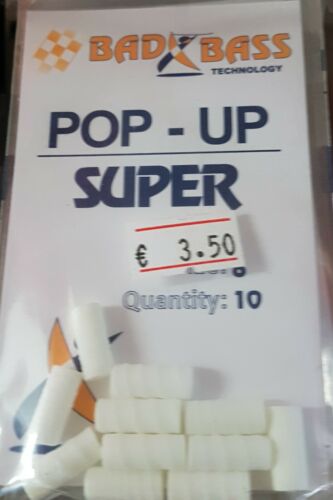 BAD BASS
TECHNOLOGY
POP - UP
SUPER
€ 3.50
Quantity: 10